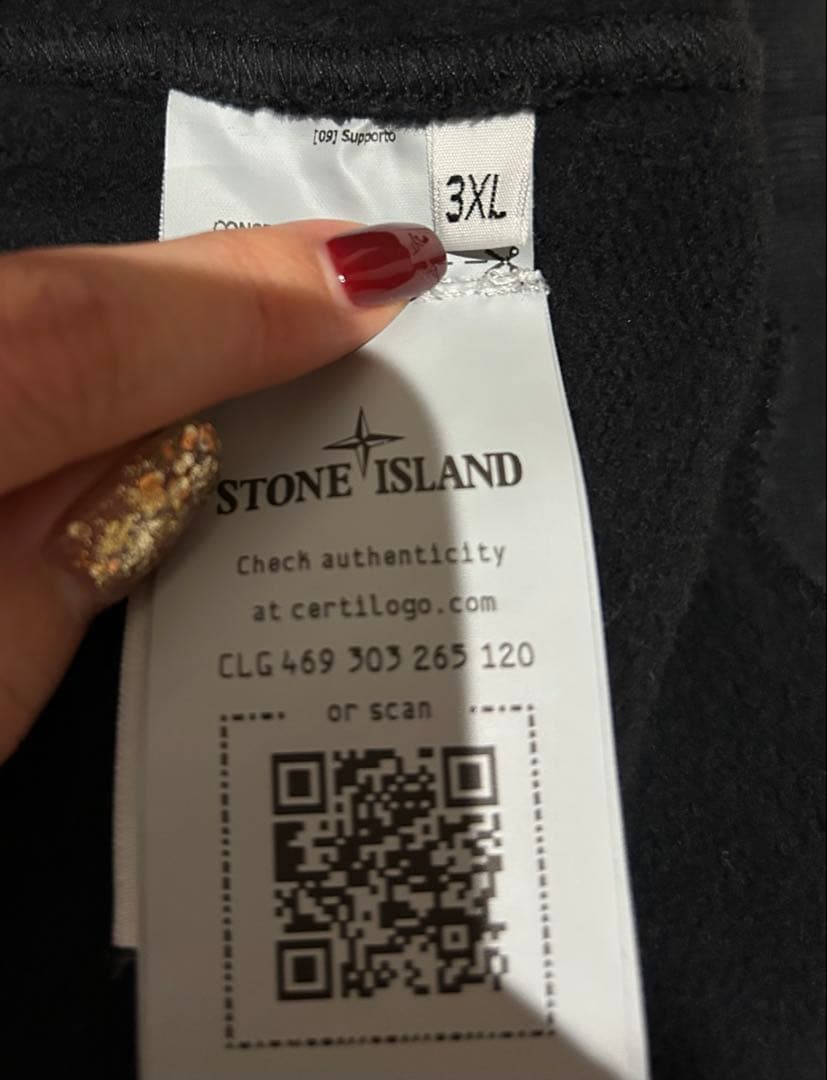 [09] Supporto
3XL
STONE ISLAND
Check authenticity
at certilogo.com
CLG 469 303 265 120
or scan